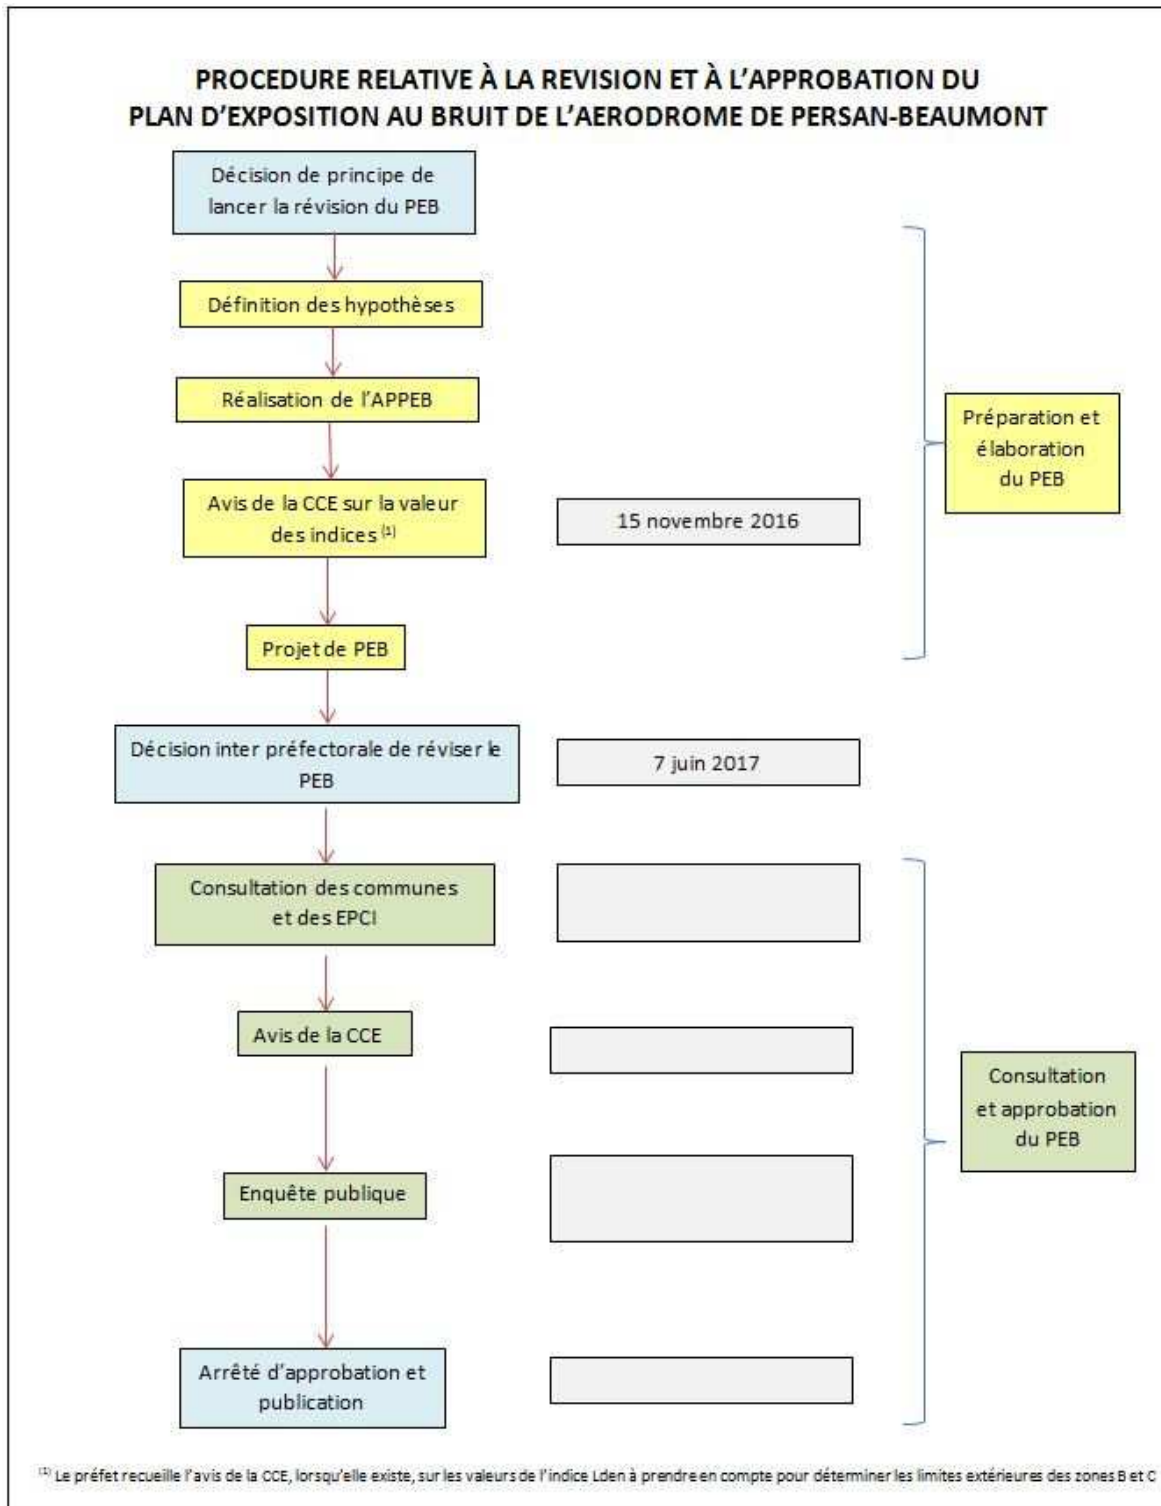 PROCEDURE RELATIVE À LA REVISION ET À L'APPROBATION DU
PLAN D'EXPOSITION AU BRUIT DE L'AERODROME DE PERSAN-BEAUMONT
Décision de principe de
lancer la révision du PEB
Définition des hypothèses
Réalisation de l'APPEB
Préparation et
élaboration
du PEB
Avis de la CCE sur la valeur
des indices (1)
15 novembre 2016
Projet de PEB
Décision inter préfectorale de réviser le
PEB
7 juin 2017
Consultation des communes
et des EPCI
Avis de la CCE
Consultation
et approbation
du PEB
Enquête publique
Arrêté d'approbation et
publication
(1) Le préfet recueille l'avis de la CCE, lorsqu'elle existe, sur les valeurs de l'indice Lden à prendre en compte pour déterminer les limites extérieures des zones B et C